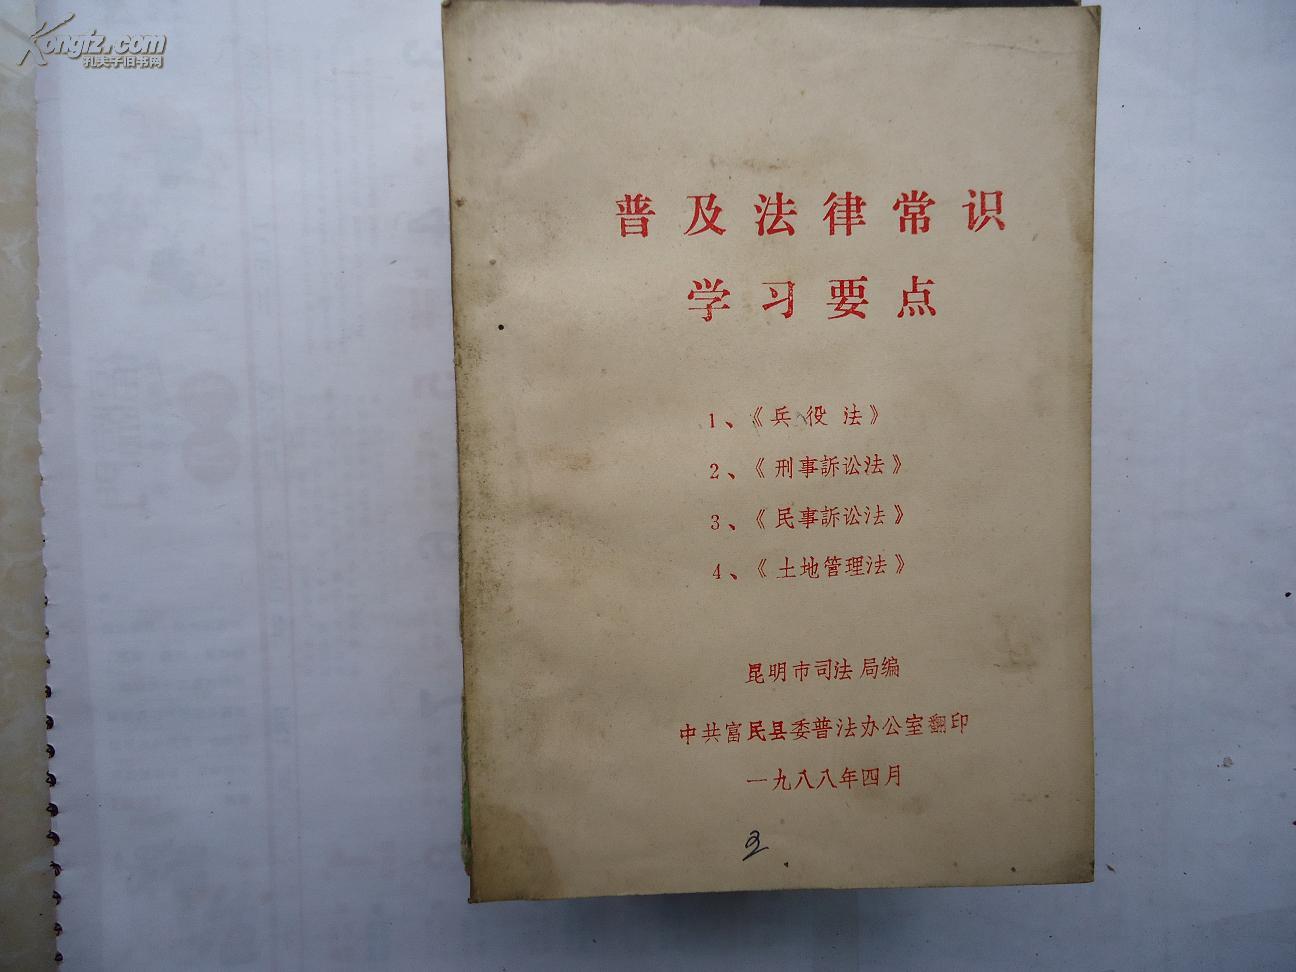 Kongfz.com
孔夫子旧书网
普及法律常识
学习要点
1、《兵役法》
2、《刑事訴讼法》
3、《民事訴讼法》
4、《土地管理法》
昆明市司法局编
中共富民县委普法办公室翻印
一九八八年四月